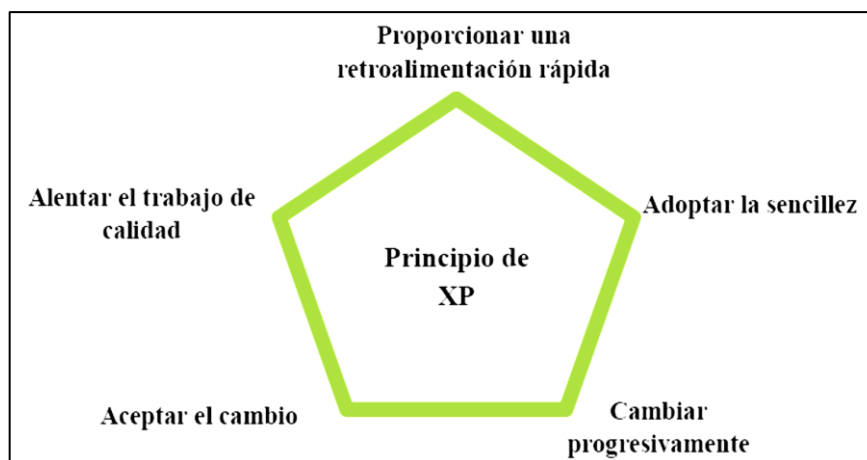 Proporcionar una
retroalimentación rápida
Alentar el trabajo de
calidad
Adoptar la sencillez
Principio de
XP
Aceptar el cambio
Cambiar
progresivamente